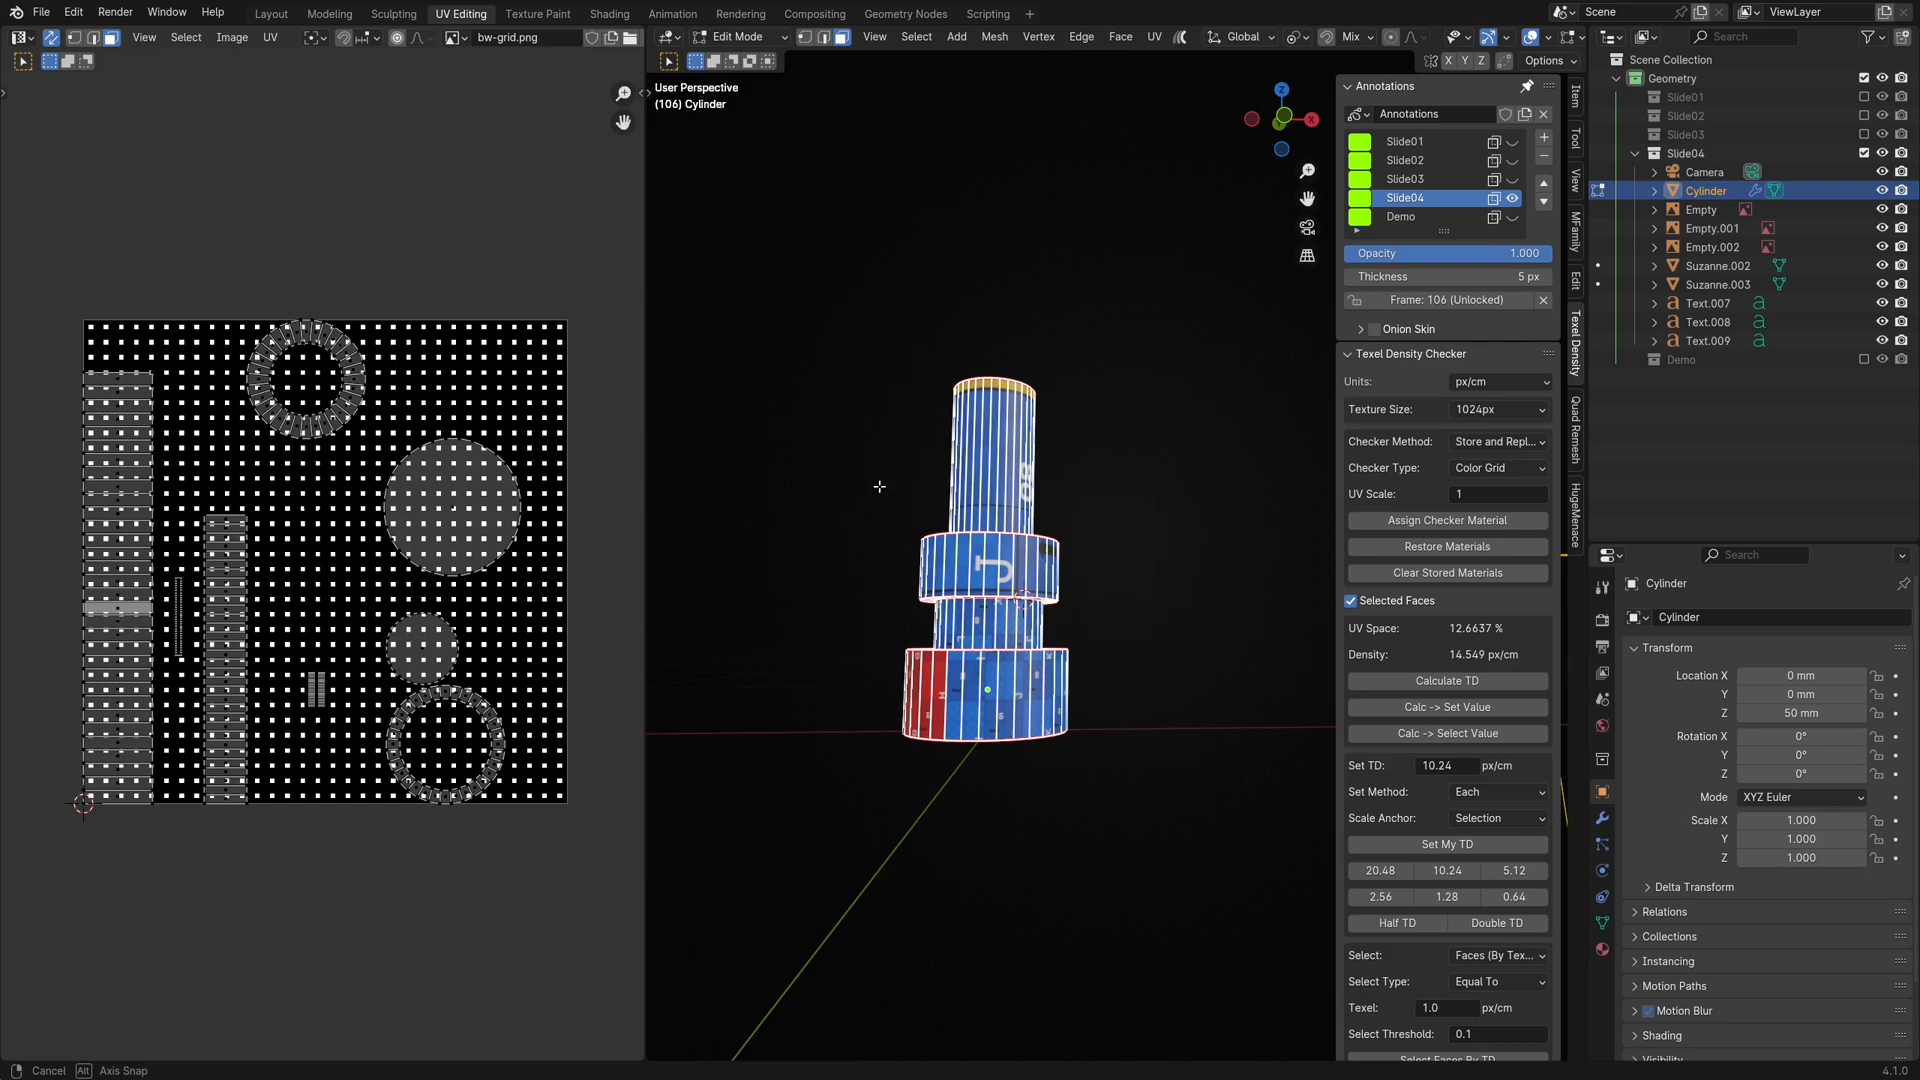 File Edit Render Window Help Layout Modeling Sculpting UV Editing Texture Paint Shading Animation Rendering Compositing Geometry Nodes Scripting + Scene ViewLayer
View Select Image UV bw-grid.png Edit Mode View Select Add Mesh Vertex Edge Face UV Global Mix Search
X Y Z Options
User Perspective
(106) Cylinder
Z
X
J
Annotations
Annotations
Slide01
Slide02
Slide03
Slide04
Demo
Opacity 1.000
Thickness 5 px
Frame: 106 (Unlocked)
Onion Skin
Texel Density Checker
Units: px/cm
Texture Size: 1024px
Checker Method: Store and Repl...
Checker Type: Color Grid
UV Scale: 1
Assign Checker Material
Restore Materials
Clear Stored Materials
Selected Faces
UV Space: 12.6637 %
Density: 14.549 px/cm
Calculate TD
Calc -> Set Value
Calc -> Select Value
Set TD: 10.24 px/cm
Set Method: Each
Scale Anchor: Selection
Set My TD
20.48 10.24 5.12
2.56 1.28 0.64
Half TD Double TD
Select: Faces (By Tex...
Select Type: Equal To
Texel: 1.0 px/cm
Select Threshold: 0.1
Select Faces By TD
Item
Tool
View
MFamily
Edit
Texel Density
Quad Remesh
HugeMenace
Scene Collection
Geometry
Slide01
Slide02
Slide03
Slide04
Camera
Cylinder
Empty
Empty.001
Empty.002
Suzanne.002
Suzanne.003
Text.007
Text.008
Text.009
Demo
Search
Cylinder
Cylinder
Transform
Location X 0 mm
Y 0 mm
Z 50 mm
Rotation X 0°
Y 0°
Z 0°
Mode XYZ Euler
Scale X 1.000
Y 1.000
Z 1.000
Delta Transform
Relations
Collections
Instancing
Motion Paths
Motion Blur
Shading
Visibility
Cancel Alt Axis Snap 4.1.0